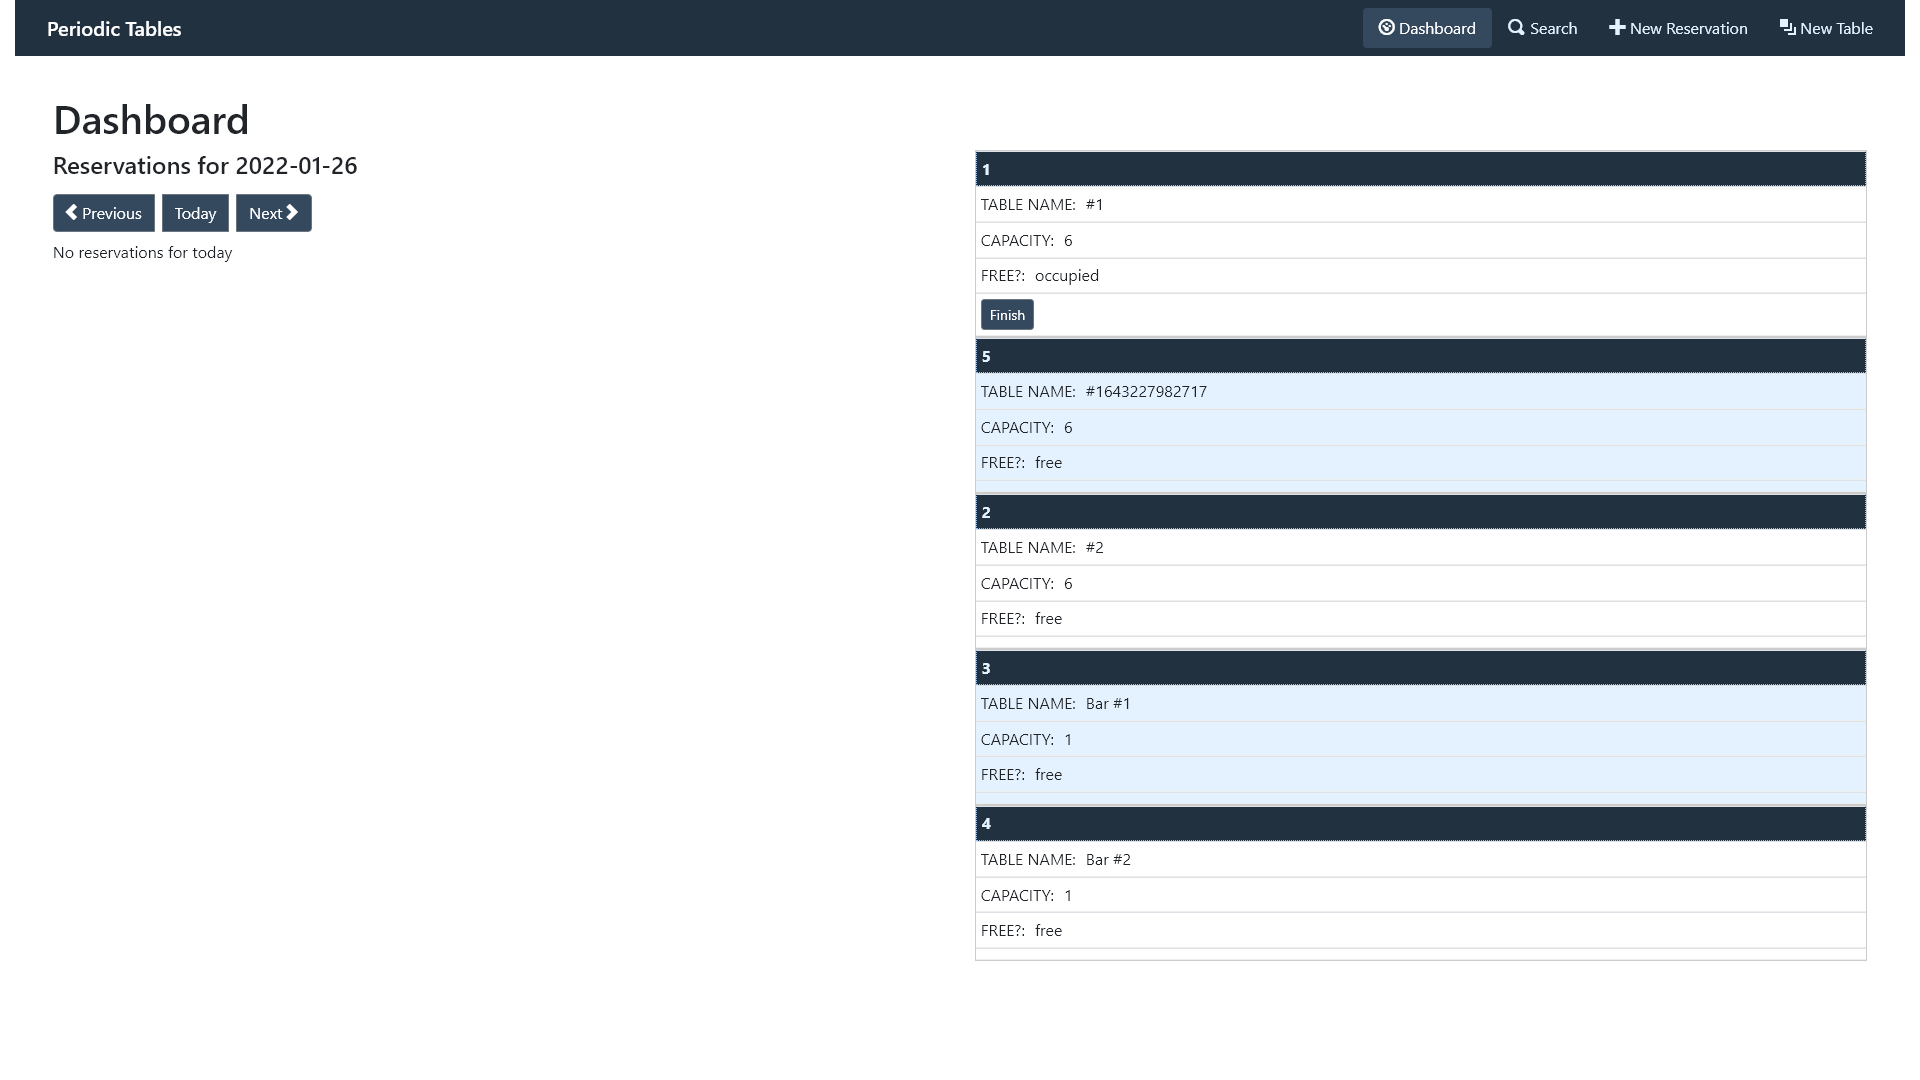 Periodic Tables
Dashboard
Search
New Reservation
New Table
Dashboard
Reservations for 2022-01-26
Previous
Today
Next
No reservations for today
1
TABLE NAME: #1
CAPACITY: 6
FREE?: occupied
Finish
5
TABLE NAME: #1643227982717
CAPACITY: 6
FREE?: free
2
TABLE NAME: #2
CAPACITY: 6
FREE?: free
3
TABLE NAME: Bar #1
CAPACITY: 1
FREE?: free
4
TABLE NAME: Bar #2
CAPACITY: 1
FREE?: free